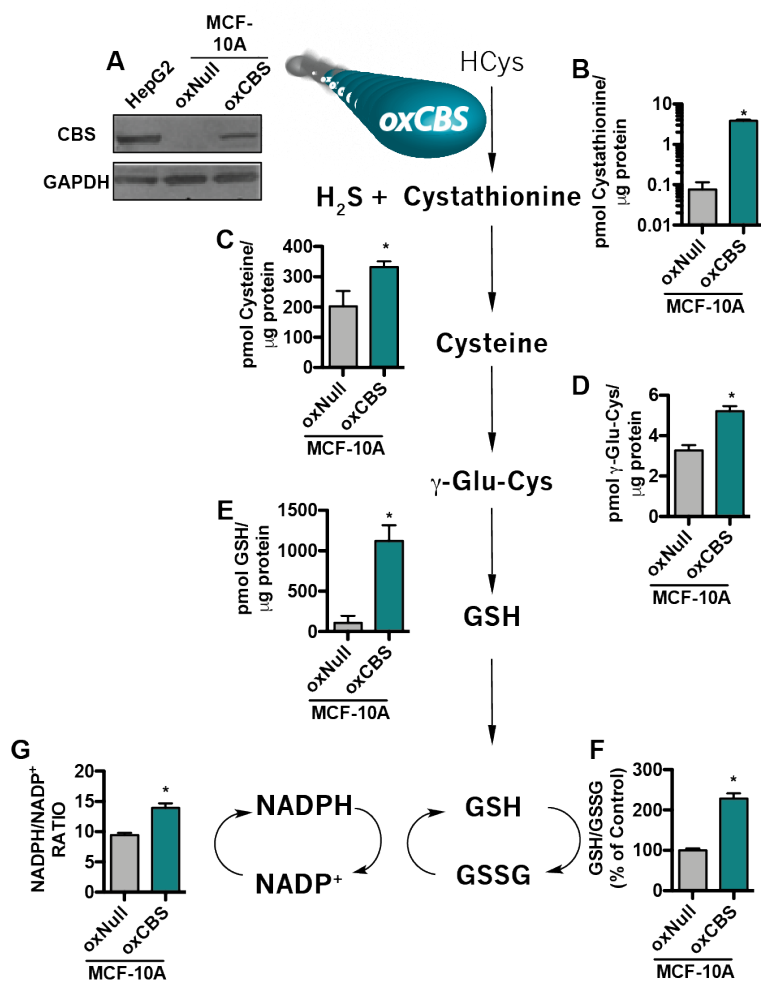 A
MCF-
10A
HepG2
oxNull
oxCBS
CBS
GAPDH
oxCBS
HCys
H2S + Cystathionine
B
pmol Cystathionine/
µg protein
10
1
0.1
0.01
*
oxNull
oxCBS
MCF-10A
C
pmol Cysteine/
µg protein
400
300
200
100
0
*
oxNull
oxCBS
MCF-10A
Cysteine
D
pmol γ-Glu-Cys/
µg protein
6
4
2
0
*
oxNull
oxCBS
MCF-10A
γ-Glu-Cys
E
pmol GSH/
µg protein
1500
1000
500
0
*
oxNull
oxCBS
MCF-10A
GSH
G
NADPH/NADP+
RATIO
20
15
10
5
0
*
oxNull
oxCBS
MCF-10A
NADPH
NADP+
GSH
GSSG
F
GSH/GSSG
(% of Control)
300
200
100
0
*
oxNull
oxCBS
MCF-10A